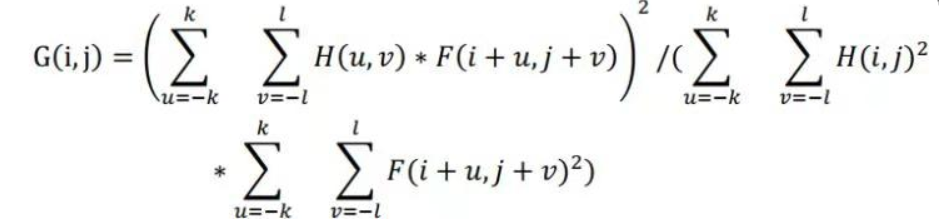 G(i,j) = (∑_{u=-k}^{k} ∑_{v=-l}^{l} H(u,v) * F(i+u,j+v))^2 /(∑_{u=-k}^{k} ∑_{v=-l}^{l} H(i,j)^2
* ∑_{u=-k}^{k} ∑_{v=-l}^{l} F(i+u,j+v)^2)